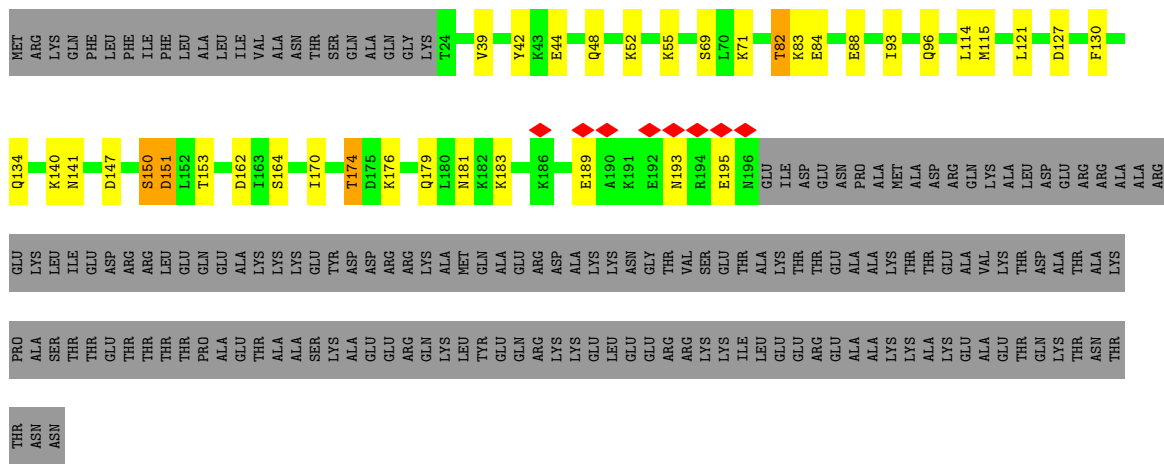 MET ARG LYS GLN PHE LEU PHE ILE PHE LEU ALA LEU ILE VAL ALA ASN THR SER GLN ALA GLN GLY LYS T24 V39 Y42 K43 E44 Q48 K52 K55 S69 L70 K71 T82 K83 E84 E88 I93 Q96 L114 M115 L121 D127 F130
Q134 K140 N141 D147 S150 D151 L152 T153 D162 I163 S164 I170 T174 D175 K176 Q179 L180 N181 K182 K183 K186 E189 A190 K191 E192 N193 R194 E195 N196 GLU ILE ASP GLU ASN PRO ALA MET ALA ASP ARG GLN LYS ALA LEU ASP GLU ARG ARG ALA ALA ARG
GLU LYS LEU ILE GLU ASP ARG ARG LEU GLU GLN GLU ALA LYS LYS LYS GLU TYR ASP ASP ARG ARG LYS ALA MET GLN ALA GLU ARG ASP ALA LYS LYS ASN GLY THR VAL SER GLU THR ALA LYS THR THR GLU ALA ALA LYS THR THR GLU ALA VAL LYS THR ASP ALA THR ALA LYS
PRO ALA SER THR THR GLU THR THR THR THR PRO ALA GLU THR ALA ALA SER LYS ALA GLU GLU ARG GLN LYS LEU TYR GLU GLN ARG LYS LYS GLU LEU GLU GLU ARG ARG LYS LYS ILE LEU GLU GLU ARG GLU ALA ALA LYS LYS ALA LYS GLU ALA GLU THR GLN LYS THR ASN THR
THR ASN ASN